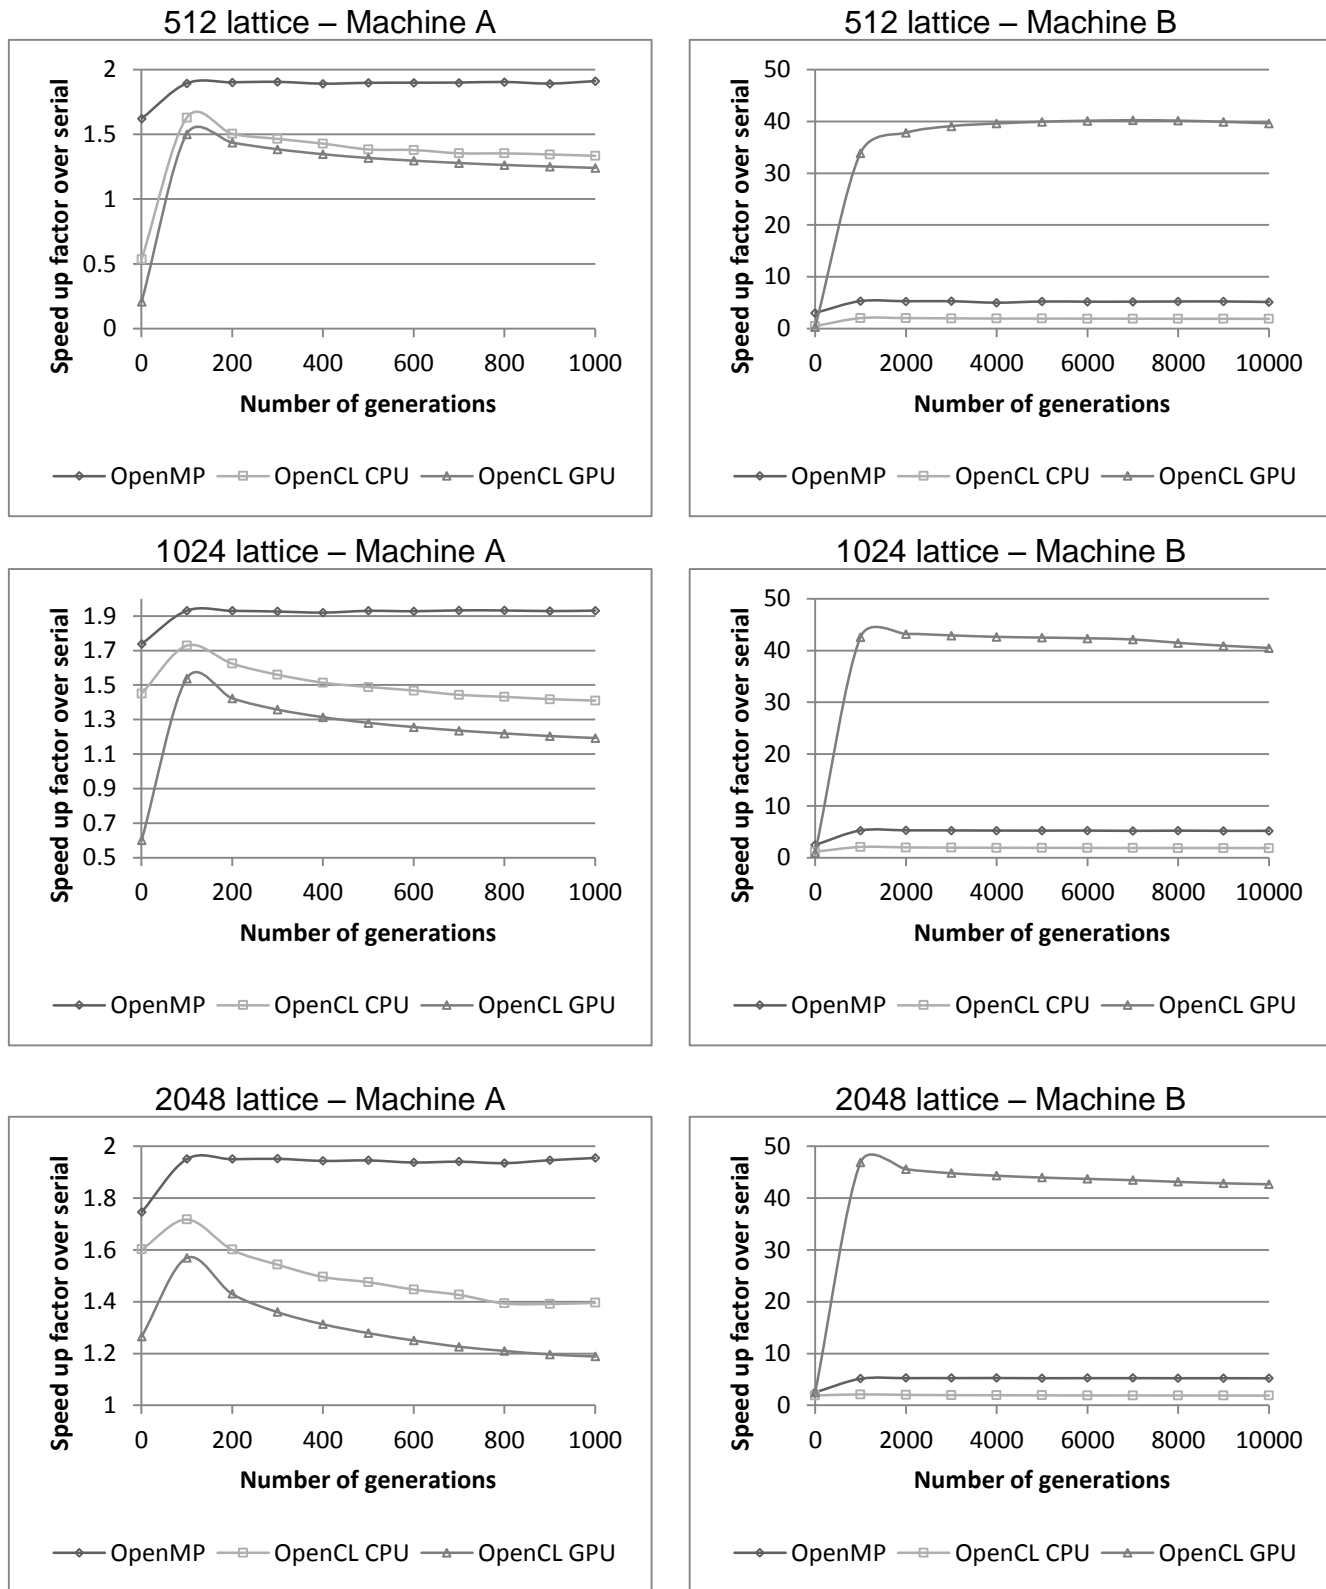 512 lattice – Machine A
Speed up factor over serial
2
1.5
1
0.5
0
0 200 400 600 800 1000
Number of generations
OpenMP OpenCL CPU OpenCL GPU
512 lattice – Machine B
Speed up factor over serial
50
40
30
20
10
0
0 2000 4000 6000 8000 10000
Number of generations
OpenMP OpenCL CPU OpenCL GPU
1024 lattice – Machine A
Speed up factor over serial
1.9
1.7
1.5
1.3
1.1
0.9
0.7
0.5
0 200 400 600 800 1000
Number of generations
OpenMP OpenCL CPU OpenCL GPU
1024 lattice – Machine B
Speed up factor over serial
50
40
30
20
10
0
0 2000 4000 6000 8000 10000
Number of generations
OpenMP OpenCL CPU OpenCL GPU
2048 lattice – Machine A
Speed up factor over serial
2
1.8
1.6
1.4
1.2
1
0 200 400 600 800 1000
Number of generations
OpenMP OpenCL CPU OpenCL GPU
2048 lattice – Machine B
Speed up factor over serial
50
40
30
20
10
0
0 2000 4000 6000 8000 10000
Number of generations
OpenMP OpenCL CPU OpenCL GPU